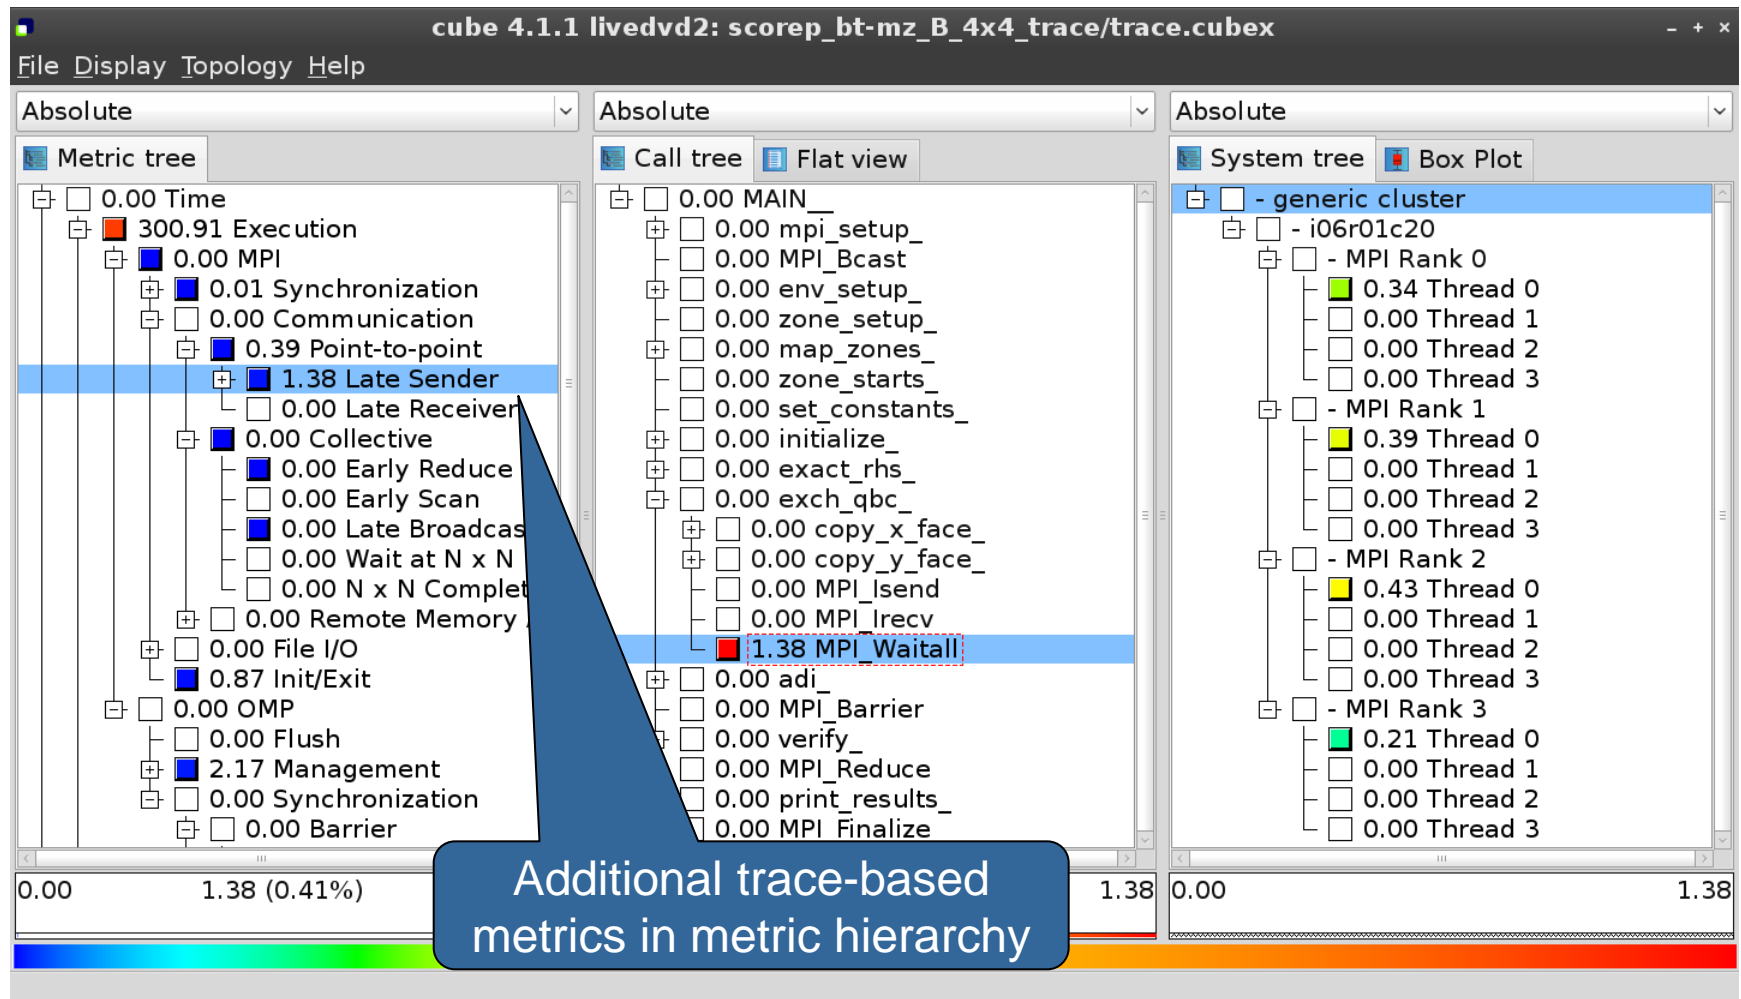 cube 4.1.1 livedvd2: scorep_bt-mz_B_4x4_trace/trace.cubex
File Display Topology Help
Absolute
Metric tree
0.00 Time
300.91 Execution
0.00 MPI
0.01 Synchronization
0.00 Communication
0.39 Point-to-point
1.38 Late Sender
0.00 Late Receiver
0.00 Collective
0.00 Early Reduce
0.00 Early Scan
0.00 Late Broadcas
0.00 Wait at N x N
0.00 N x N Complet
0.00 Remote Memory
0.00 File I/O
0.87 Init/Exit
0.00 OMP
0.00 Flush
2.17 Management
0.00 Synchronization
0.00 Barrier
0.00 1.38 (0.41%)
Absolute
Call tree Flat view
0.00 MAIN__
0.00 mpi_setup_
0.00 MPI_Bcast
0.00 env_setup_
0.00 zone_setup_
0.00 map_zones_
0.00 zone_starts_
0.00 set_constants_
0.00 initialize_
0.00 exact_rhs_
0.00 exch_qbc_
0.00 copy_x_face_
0.00 copy_y_face_
0.00 MPI_Isend
0.00 MPI_Irecv
1.38 MPI_Waitall
0.00 adi_
0.00 MPI_Barrier
0.00 verify_
0.00 MPI_Reduce
0.00 print_results_
0.00 MPI_Finalize
1.38
Absolute
System tree Box Plot
- generic cluster
- i06r01c20
- MPI Rank 0
0.34 Thread 0
0.00 Thread 1
0.00 Thread 2
0.00 Thread 3
- MPI Rank 1
0.39 Thread 0
0.00 Thread 1
0.00 Thread 2
0.00 Thread 3
- MPI Rank 2
0.43 Thread 0
0.00 Thread 1
0.00 Thread 2
0.00 Thread 3
- MPI Rank 3
0.21 Thread 0
0.00 Thread 1
0.00 Thread 2
0.00 Thread 3
0.00 1.38
Additional trace-based
metrics in metric hierarchy